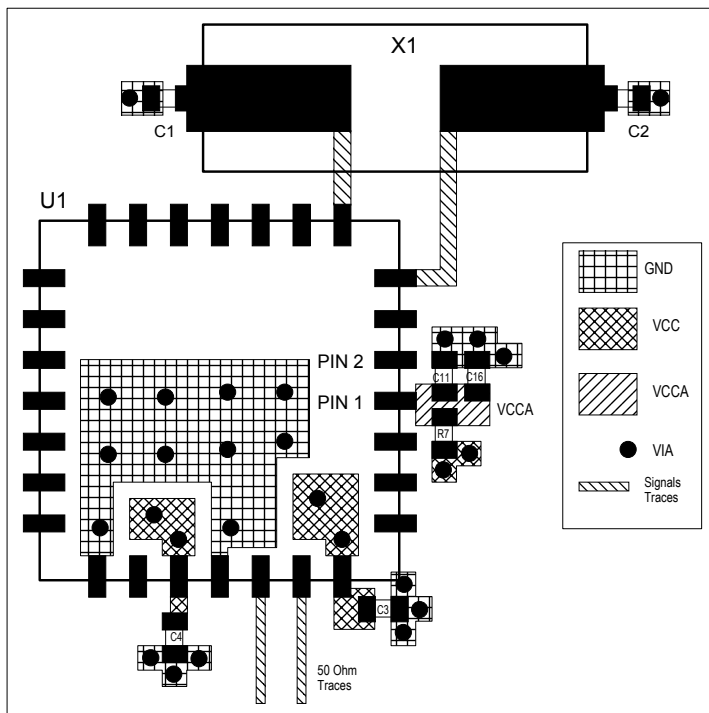 X1
C1
C2
U1
GND
PIN 2
VCC
C11 C16
PIN 1
VCCA
VCCA
R7
VIA
Signals
Traces
C3
C4
50 Ohm
Traces